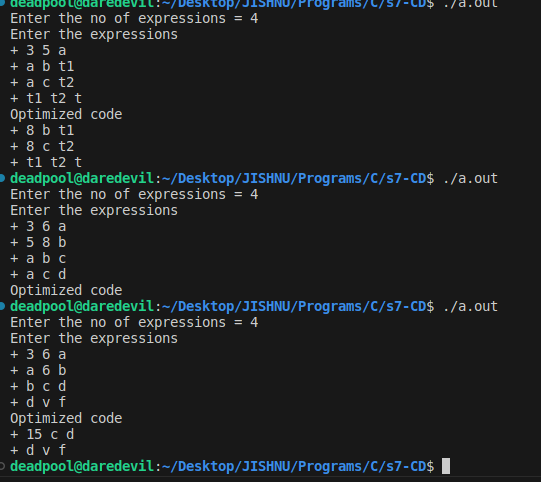 deadpool@daredevil:~/Desktop/JISHNU/Programs/C/s7-CD$ ./a.out
Enter the no of expressions = 4
Enter the expressions
+ 3 5 a
+ a b t1
+ a c t2
+ t1 t2 t
Optimized code
+ 8 b t1
+ 8 c t2
+ t1 t2 t
deadpool@daredevil:~/Desktop/JISHNU/Programs/C/s7-CD$ ./a.out
Enter the no of expressions = 4
Enter the expressions
+ 3 6 a
+ 5 8 b
+ a b c
+ a c d
Optimized code
deadpool@daredevil:~/Desktop/JISHNU/Programs/C/s7-CD$ ./a.out
Enter the no of expressions = 4
Enter the expressions
+ 3 6 a
+ a 6 b
+ b c d
+ d v f
Optimized code
+ 15 c d
+ d v f
deadpool@daredevil:~/Desktop/JISHNU/Programs/C/s7-CD$